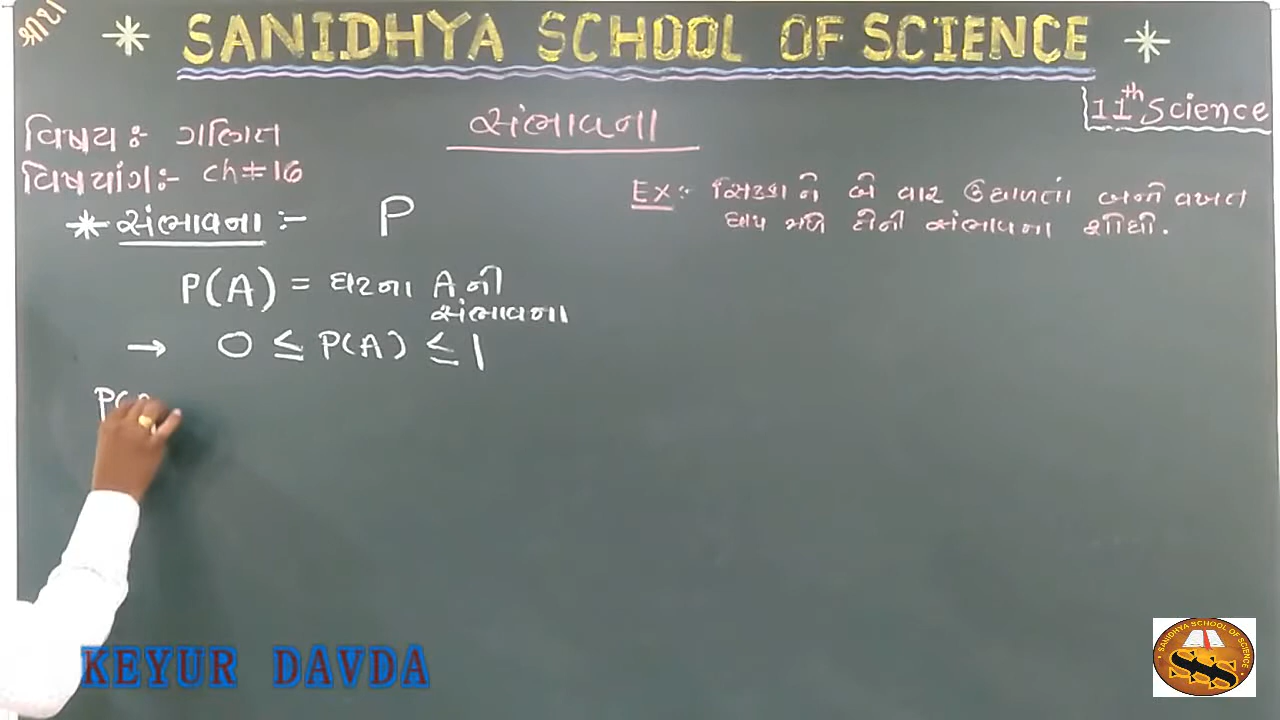 * SANIDHYA SCHOOL OF SCIENCE *
11th Science
સંભાવના
વિષય :- ગણિત
વિષયાંગ :- ch # 16
* સંભાવના :- P
P(A) = ઘટના A ની
સંભાવના
→ 0 ≤ P(A) ≤ 1
P(
EX :- સિક્કા ને બે વાર ઉછાળતાં બન્ને વખત
છાપ મળે તેની સંભાવના શોધો.
KEYUR DAVDA
SANIDHYA SCHOOL OF SCIENCE
SSS